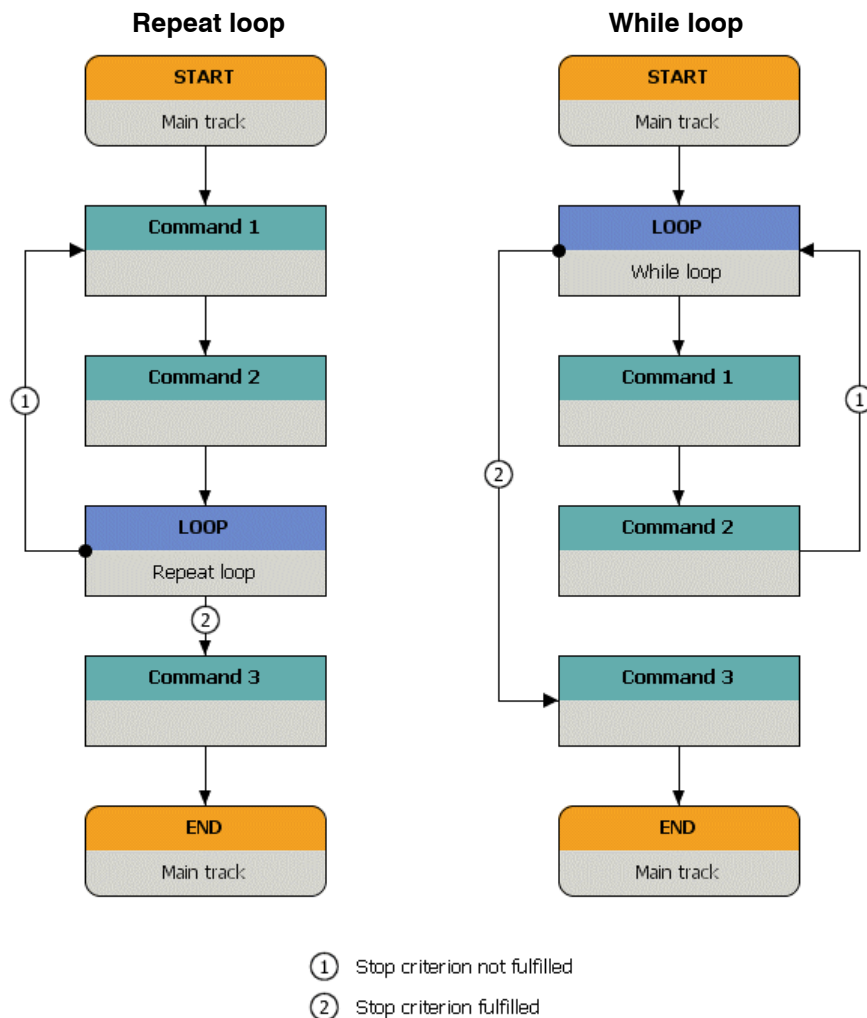 Repeat loop
START
Main track
Command 1
1
Command 2
LOOP
Repeat loop
2
Command 3
END
Main track
While loop
START
Main track
LOOP
While loop
Command 1
1
2
Command 2
Command 3
END
Main track
1 Stop criterion not fulfilled
2 Stop criterion fulfilled